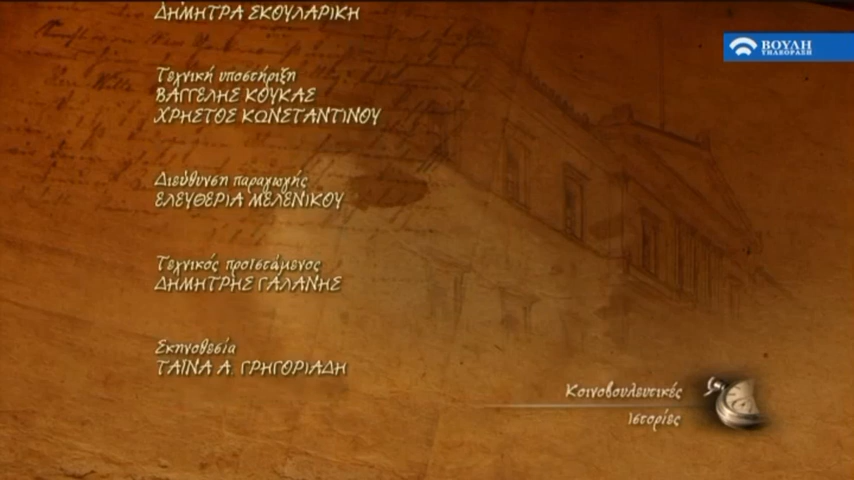 ΔΗΜΗΤΡΑ ΣΚΟΥΛΑΡΙΚΗ
ΒΟΥΛΗ
ΤΗΛΕΟΡΑΣΗ
Τεχνική υποστήριξη
ΒΑΓΓΕΛΗΣ ΚΟΥΚΑΣ
ΧΡΗΣΤΟΣ ΚΩΝΣΤΑΝΤΙΝΟΥ
Διεύθυνση παραγωγής
ΕΛΕΥΘΕΡΙΑ ΜΕΛΕΝΙΚΟΥ
Τεχνικός προϊστάμενος
ΔΗΜΗΤΡΗΣ ΓΑΛΑΝΗΣ
Σκηνοθεσία
ΤΑΪΝΑ Α. ΓΡΗΓΟΡΙΑΔΗ
Κοινοβουλευτικές
Ιστορίες